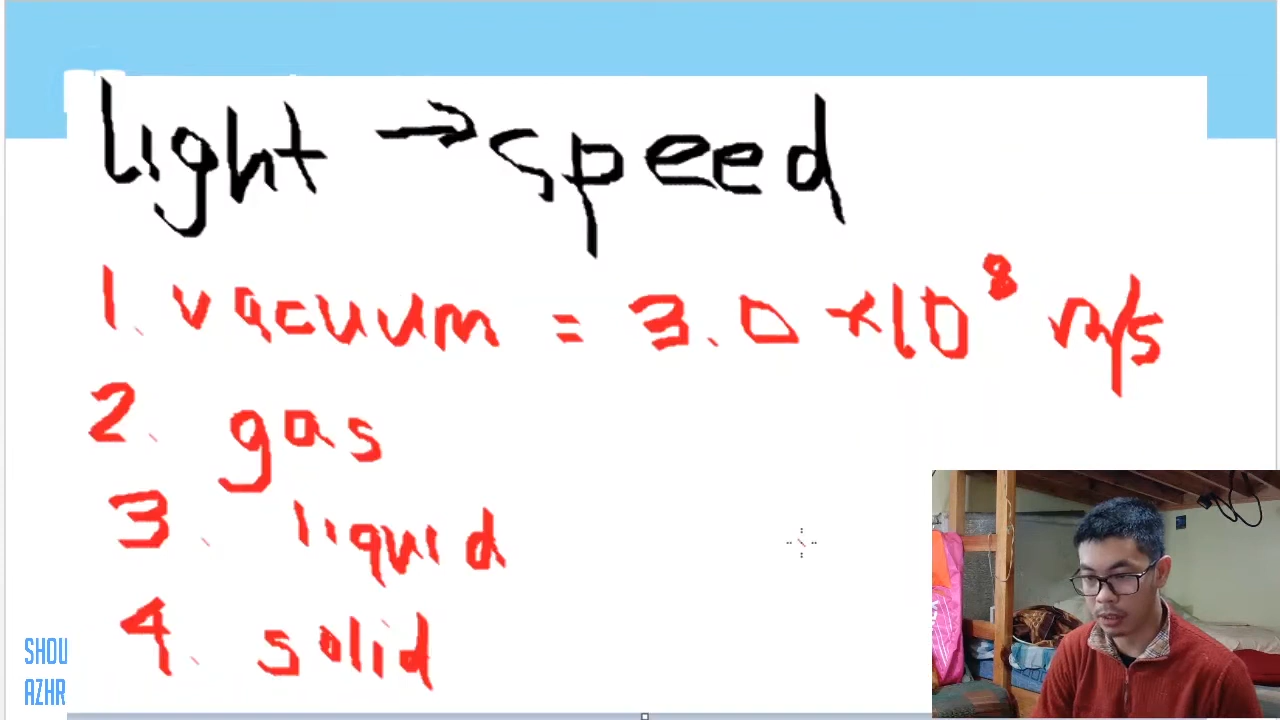 light → speed
1. vacuum = 3.0 × 10⁸ m/s
2. gas
3. liquid
4. solid
SHOU
AZHR